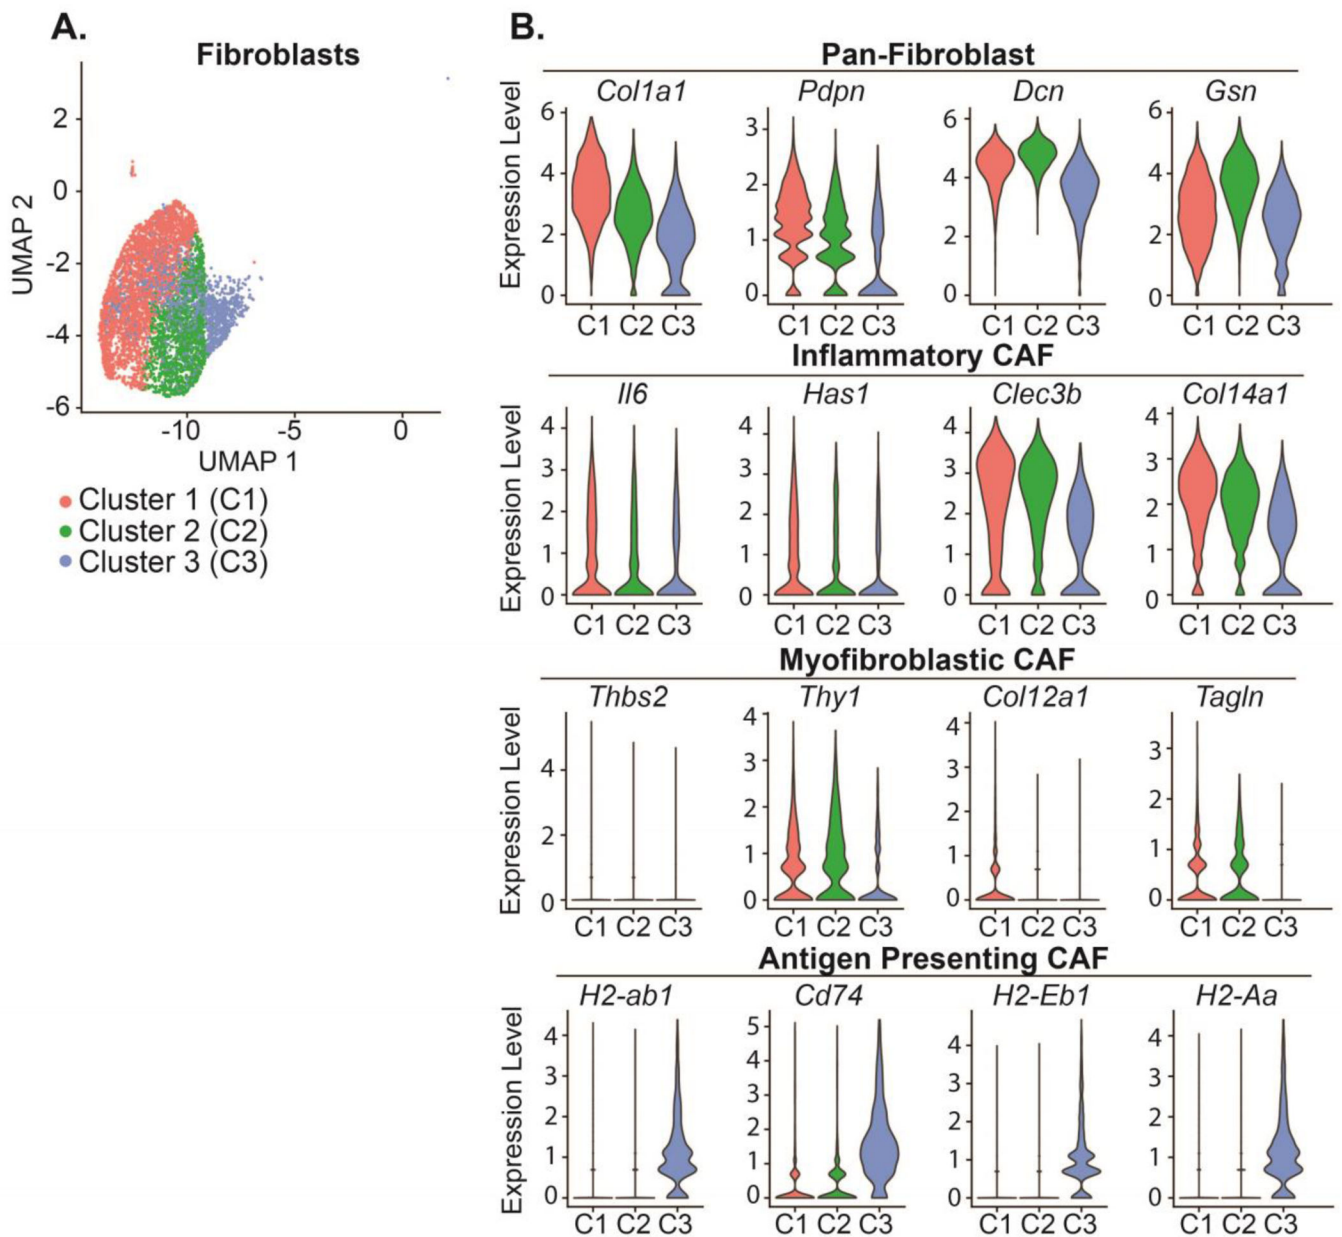 A.
Fibroblasts
UMAP 2
2
0
-2
-4
-6
-10 -5 0
UMAP 1
Cluster 1 (C1)
Cluster 2 (C2)
Cluster 3 (C3)
B.
Pan-Fibroblast
Col1a1 Pdpn Dcn Gsn
Expression Level
6 4 2 0
3 2 1 0
6 4 2 0
6 4 2 0
C1 C2 C3 C1 C2 C3 C1 C2 C3 C1 C2 C3
Inflammatory CAF
Il6 Has1 Clec3b Col14a1
Expression Level
4 3 2 1 0
4 3 2 1 0
4 3 2 1 0
4 3 2 1 0
C1 C2 C3 C1 C2 C3 C1 C2 C3 C1 C2 C3
Myofibroblastic CAF
Thbs2 Thy1 Col12a1 Tagln
Expression Level
4 2 0
4 3 2 1 0
4 3 2 1 0
3 2 1 0
C1 C2 C3 C1 C2 C3 C1 C2 C3 C1 C2 C3
Antigen Presenting CAF
H2-ab1 Cd74 H2-Eb1 H2-Aa
Expression Level
4 3 2 1 0
5 4 3 2 1 0
4 3 2 1 0
4 3 2 1 0
C1 C2 C3 C1 C2 C3 C1 C2 C3 C1 C2 C3